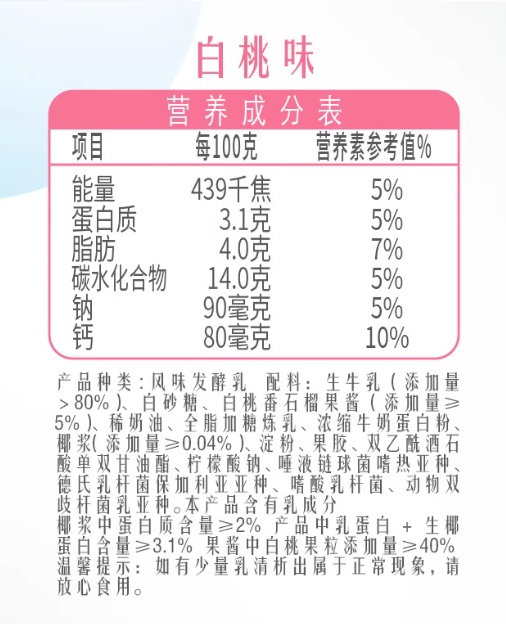 白桃味
营养成分表
项目 每100克 营养素参考值%
能量 439千焦 5%
蛋白质 3.1克 5%
脂肪 4.0克 7%
碳水化合物 14.0克 5%
钠 90毫克 5%
钙 80毫克 10%
产品种类:风味发酵乳 配料: 生牛乳(添加量
>80%)、白砂糖、白桃番石榴果酱(添加量≥
5%)、稀奶油、全脂加糖炼乳、浓缩牛奶蛋白粉、
椰浆(添加量≥0.04%)、淀粉、果胶、双乙酰酒石
酸单双甘油酯、柠檬酸钠、唾液链球菌嗜热亚种、
德氏乳杆菌保加利亚亚种、嗜酸乳杆菌、动物双
歧杆菌乳亚种。本产品含有乳成分
椰浆中蛋白质含量≥2% 产品中乳蛋白 + 生椰
蛋白含量≥3.1% 果酱中白桃果粒添加量≥40%
温馨提示: 如有少量乳清析出属于正常现象, 请
放心食用。